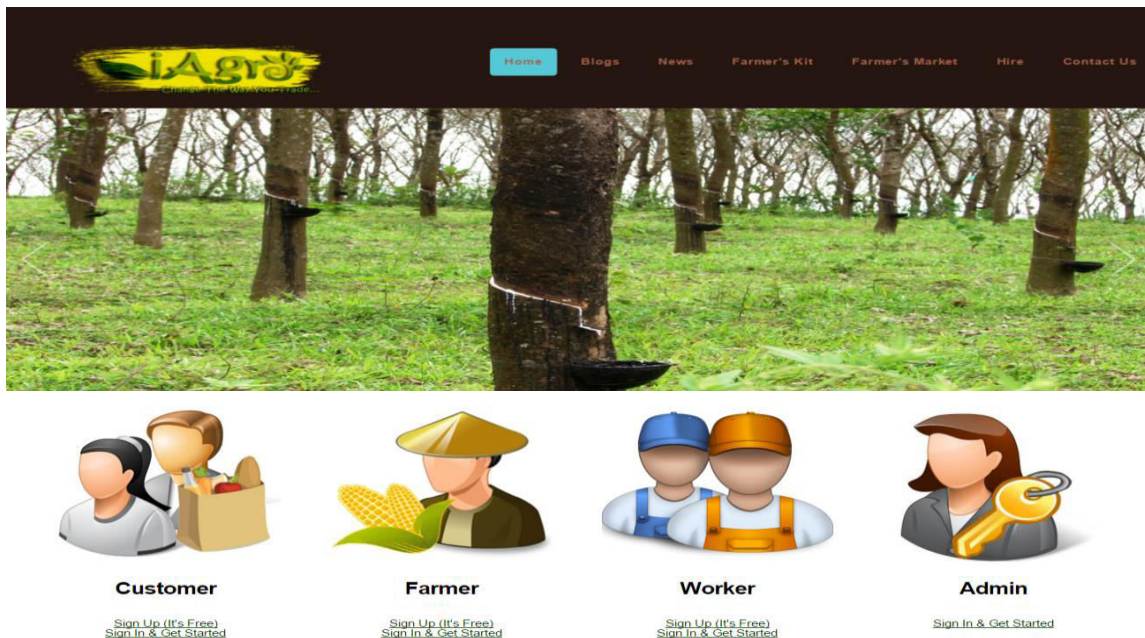 iAgro
Change The Way You Trade...
Home Blogs News Farmer's Kit Farmer's Market Hire Contact Us
Customer Farmer Worker Admin
Sign Up (It's Free) Sign Up (It's Free) Sign Up (It's Free) Sign In & Get Started
Sign In & Get Started Sign In & Get Started Sign In & Get Started